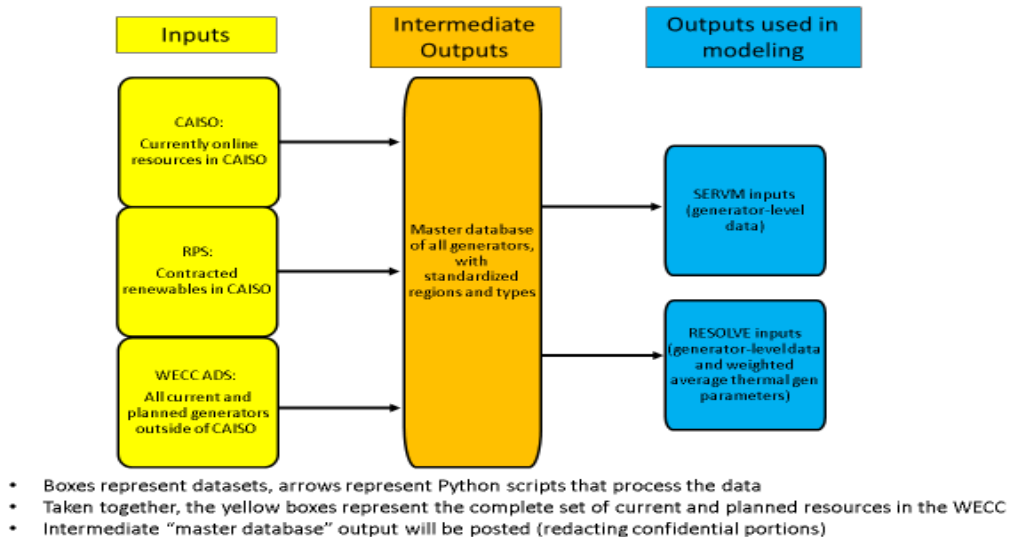 Inputs
Intermediate
Outputs
Outputs used in
modeling
CAISO:
Currently online
resources in CAISO
RPS:
Contracted
renewables in CAISO
WECC ADS:
All current and
planned generators
outside of CAISO
Master database
of all generators,
with
standardized
regions and types
SERVM inputs
(generator-level
data)
RESOLVE inputs
(generator-level data
and weighted
average thermal gen
parameters)
• Boxes represent datasets, arrows represent Python scripts that process the data
• Taken together, the yellow boxes represent the complete set of current and planned resources in the WECC
• Intermediate “master database” output will be posted (redacting confidential portions)